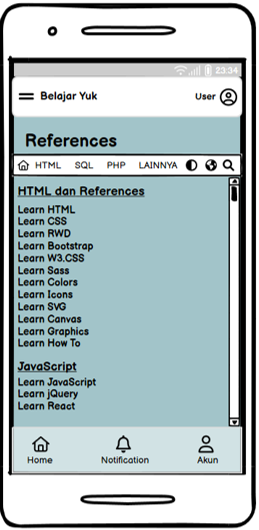 23:34
Belajar Yuk User
References
HTML SQL PHP LAINNYA
HTML dan References
Learn HTML
Learn CSS
Learn RWD
Learn Bootstrap
Learn W3.CSS
Learn Sass
Learn Colors
Learn Icons
Learn SVG
Learn Canvas
Learn Graphics
Learn How To
JavaScript
Learn JavaScript
Learn jQuery
Learn React
Home Notification Akun